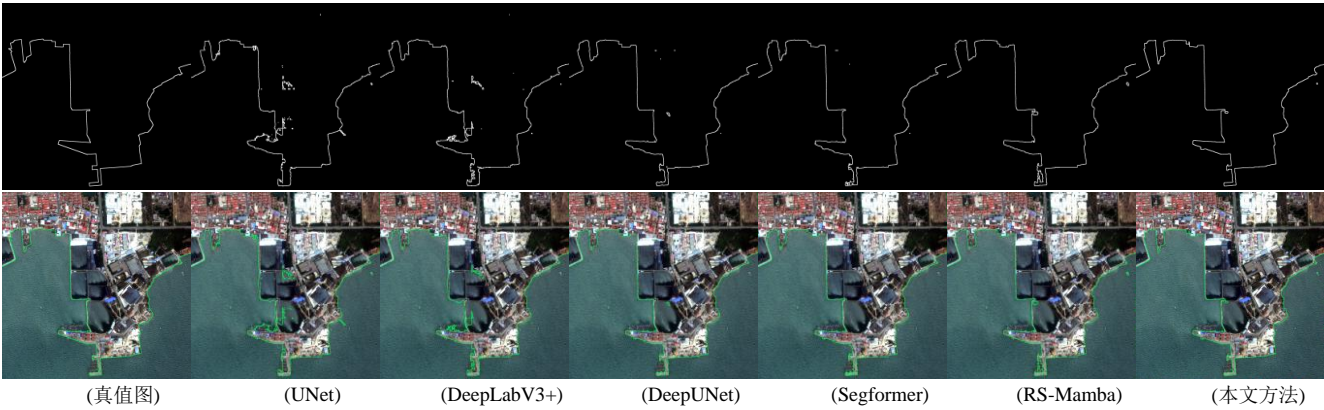 (真值图) (UNet) (DeepLabV3+) (DeepUNet) (Segformer) (RS-Mamba) (本文方法)